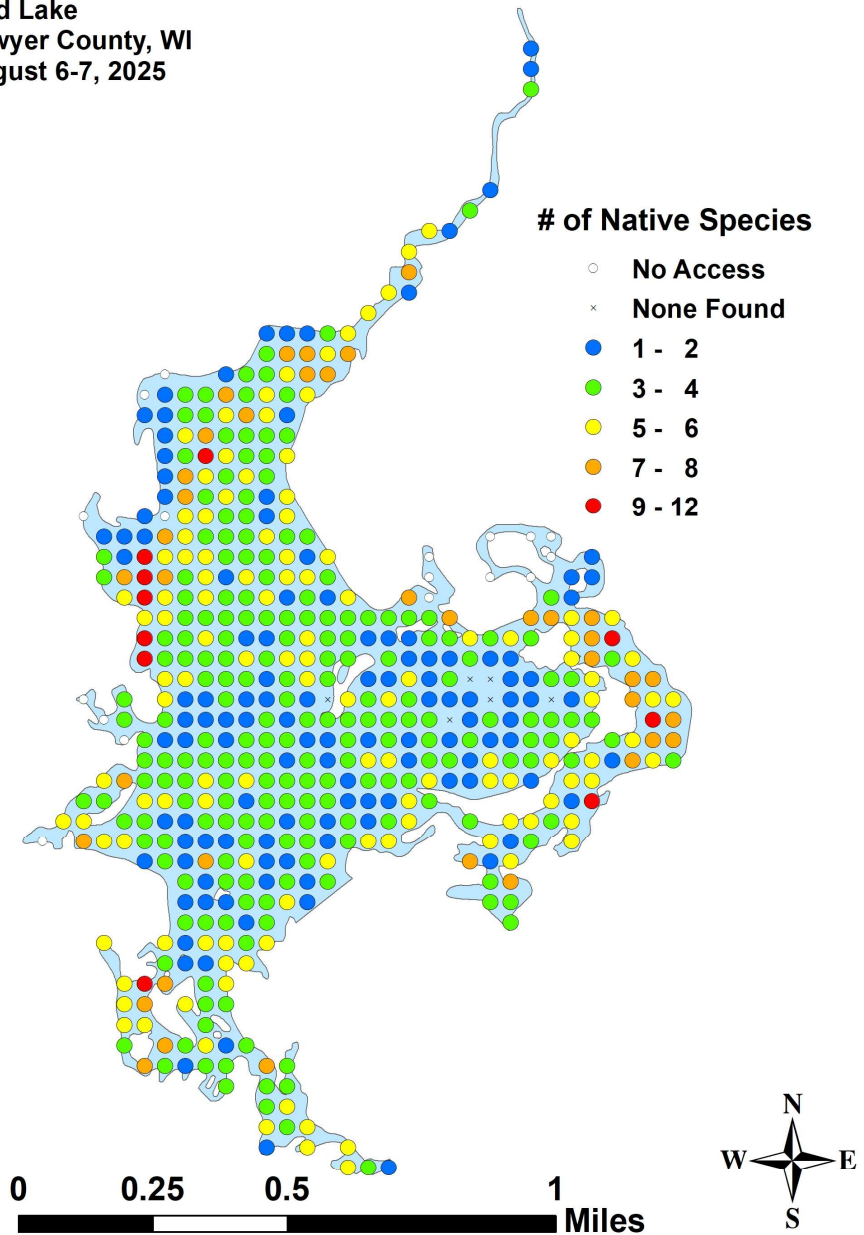 d Lake
wyer County, WI
gust 6-7, 2025
# of Native Species
No Access
None Found
1 - 2
3 - 4
5 - 6
7 - 8
9 - 12
N
W E
S
0 0.25 0.5 1
Miles